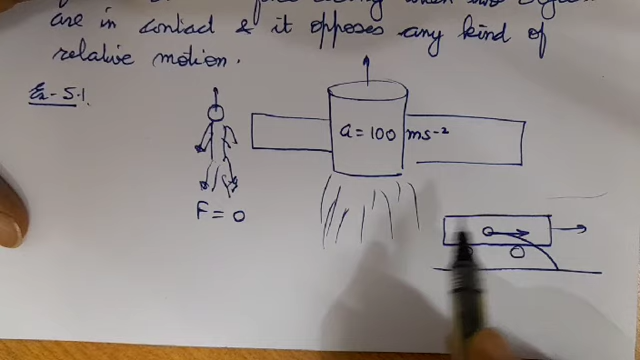 are in contact & it opposes any kind of
relative motion.
Ex-5.1.
a = 100 ms-2
F = 0